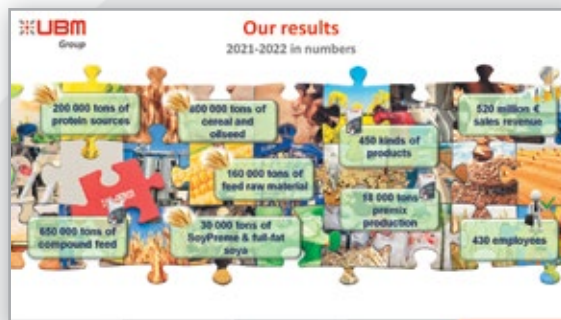 UBM
Group
Our results
2021-2022 in numbers
200 000 tons of
protein sources
400 000 tons of
cereal and
oilseed
520 million €
sales revenue
450 kinds of
products
160 000 tons of
feed raw material
18 000 tons
premix
production
650 000 tons of
compound feed
30 000 tons of
SoyPreme & full-fat
soya
430 employees